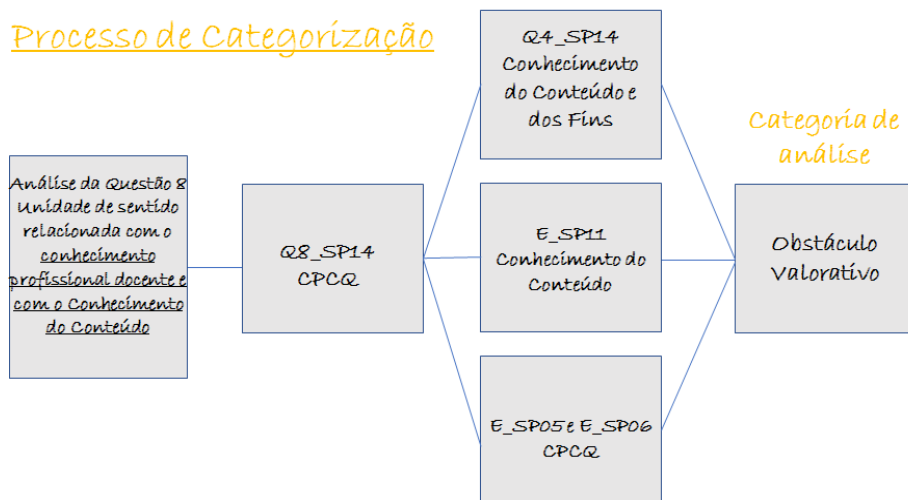 Processo de Categorização
Análise da Questão 8
Unidade de sentido
relacionada com o
conhecimento
profissional docente e
com o Conhecimento
do Conteúdo
Q8_SP14
CPCQ
Q4_SP14
Conhecimento
do Conteúdo e
dos Fins
E_SP11
Conhecimento do
Conteúdo
E_SP05 e E_SP06
CPCQ
Categoria de
análise
Obstáculo
Valorativo